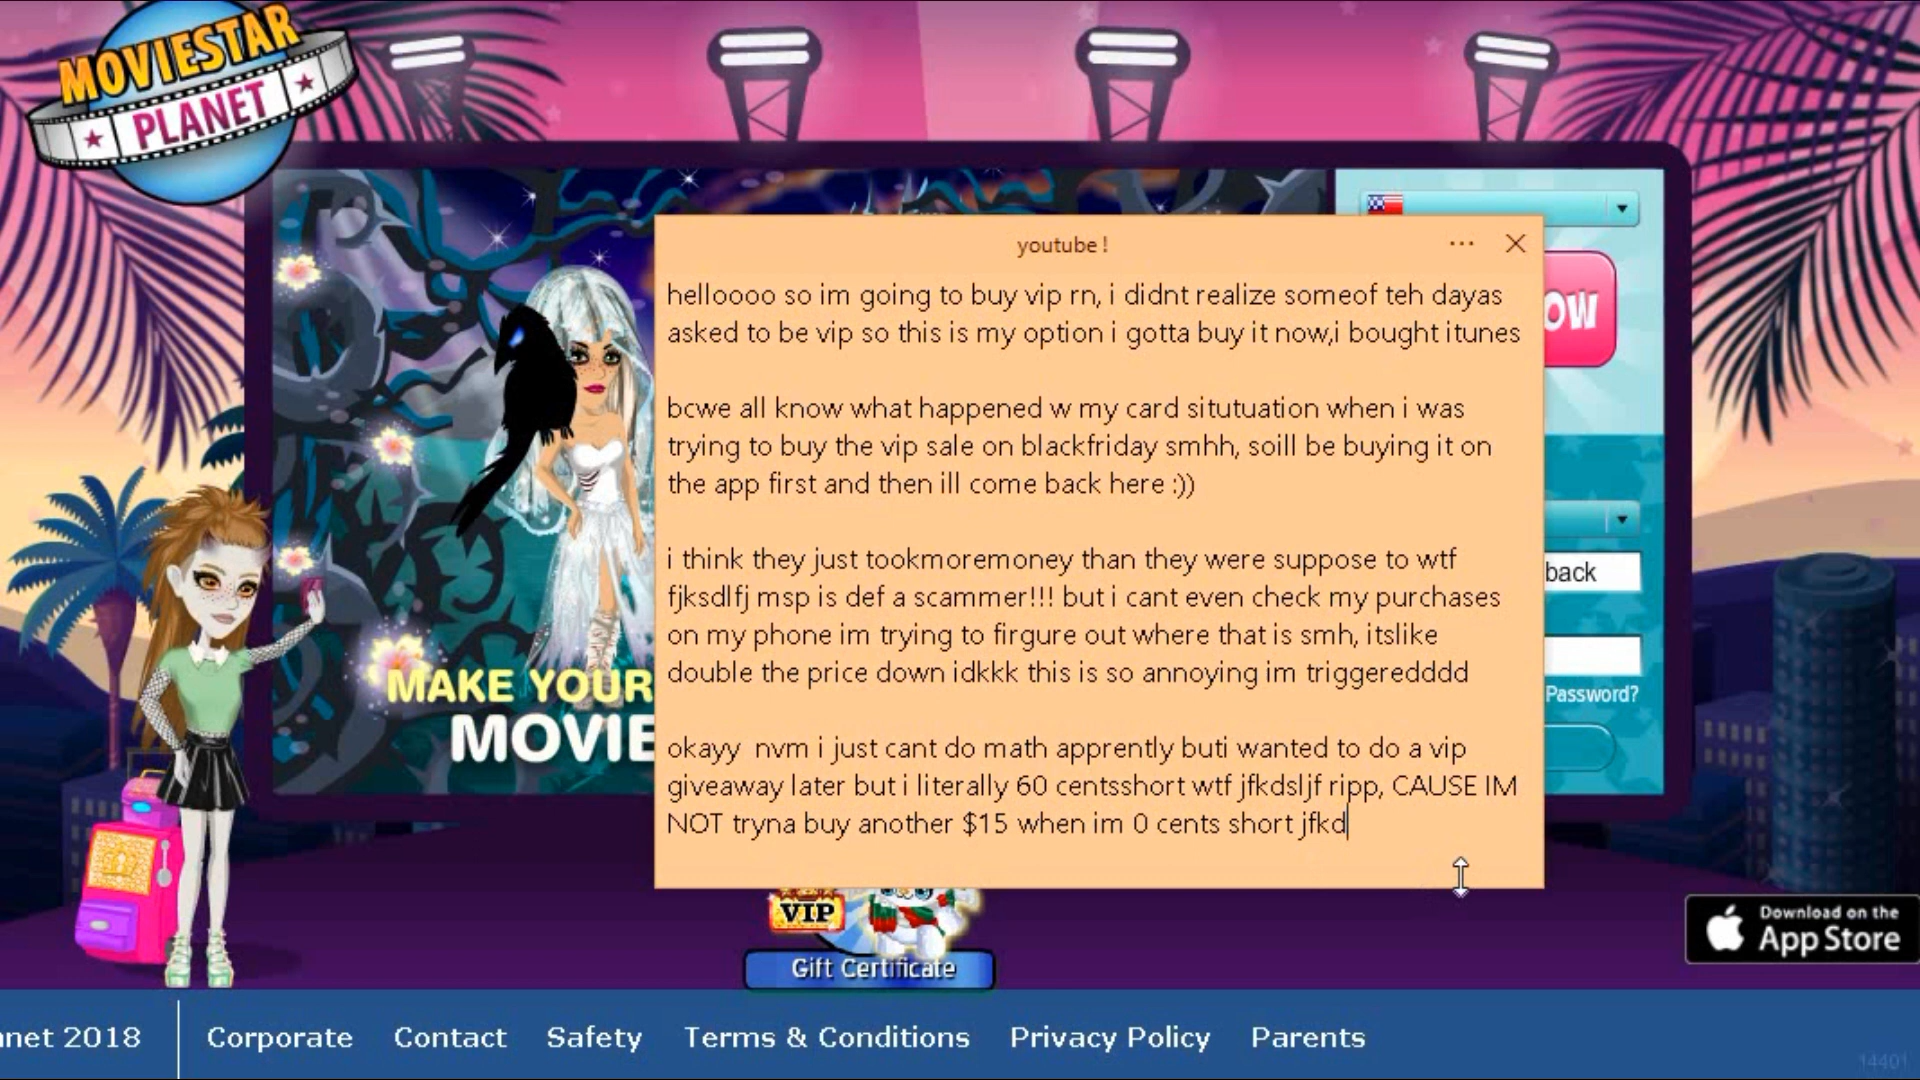 MOVIESTAR
PLANET
youtube !
helloooo so im going to buy vip rn, i didnt realize someof teh dayas
asked to be vip so this is my option i gotta buy it now,i bought itunes
bcwe all know what happened w my card situtuation when i was
trying to buy the vip sale on blackfriday smhh, soill be buying it on
the app first and then ill come back here :))
i think they just tookmoremoney than they were suppose to wtf
fjksdlfj msp is def a scammer!!! but i cant even check my purchases
on my phone im trying to firgure out where that is smh, itslike
double the price down idkkk this is so annoying im triggeredddd
okayy  nvm i just cant do math apprently buti wanted to do a vip
giveaway later but i literally 60 centsshort wtf jfkdsljf ripp, CAUSE IM
NOT tryna buy another $15 when im 0 cents short jfkd
OW
back
Password?
MAKE YOUR
MOVIE
VIP
Gift Certificate
Download on the
App Store
net 2018
Corporate
Contact
Safety
Terms & Conditions
Privacy Policy
Parents
14401